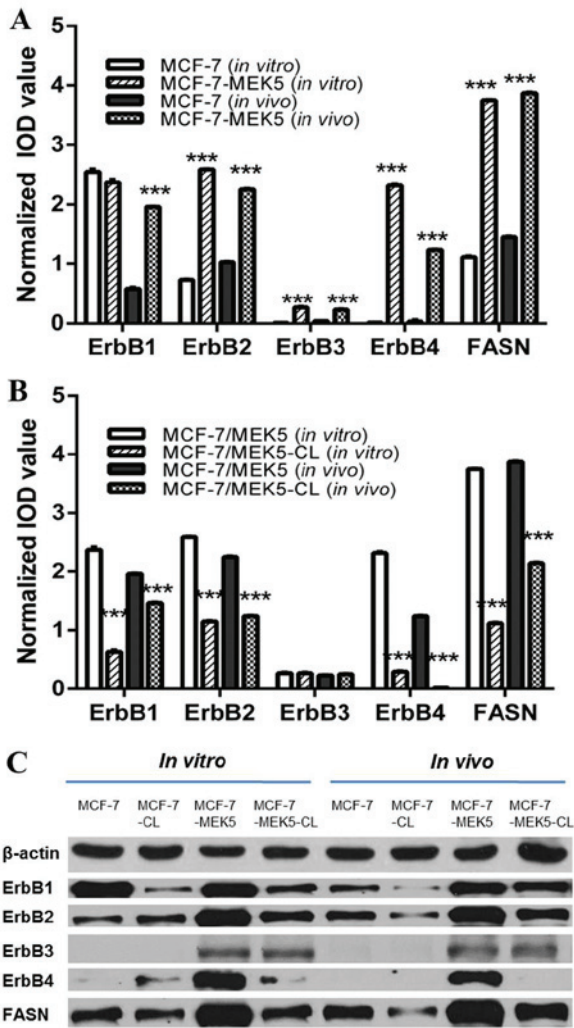 A
Normalized IOD value
5
4
3
2
1
0
MCF-7 (in vitro)
MCF-7-MEK5 (in vitro)
MCF-7 (in vivo)
MCF-7-MEK5 (in vivo)
*** *** *** *** *** *** *** *** ***
ErbB1 ErbB2 ErbB3 ErbB4 FASN
B
Normalized IOD value
5
4
3
2
1
0
MCF-7/MEK5 (in vitro)
MCF-7/MEK5-CL (in vitro)
MCF-7/MEK5 (in vivo)
MCF-7/MEK5-CL (in vivo)
*** *** *** *** *** *** *** ***
ErbB1 ErbB2 ErbB3 ErbB4 FASN
C
In vitro In vivo
MCF-7 MCF-7 MCF-7 MCF-7 MCF-7 MCF-7 MCF-7 MCF-7
-CL -MEK5 -MEK5-CL -CL -MEK5 -MEK5-CL
β-actin
ErbB1
ErbB2
ErbB3
ErbB4
FASN